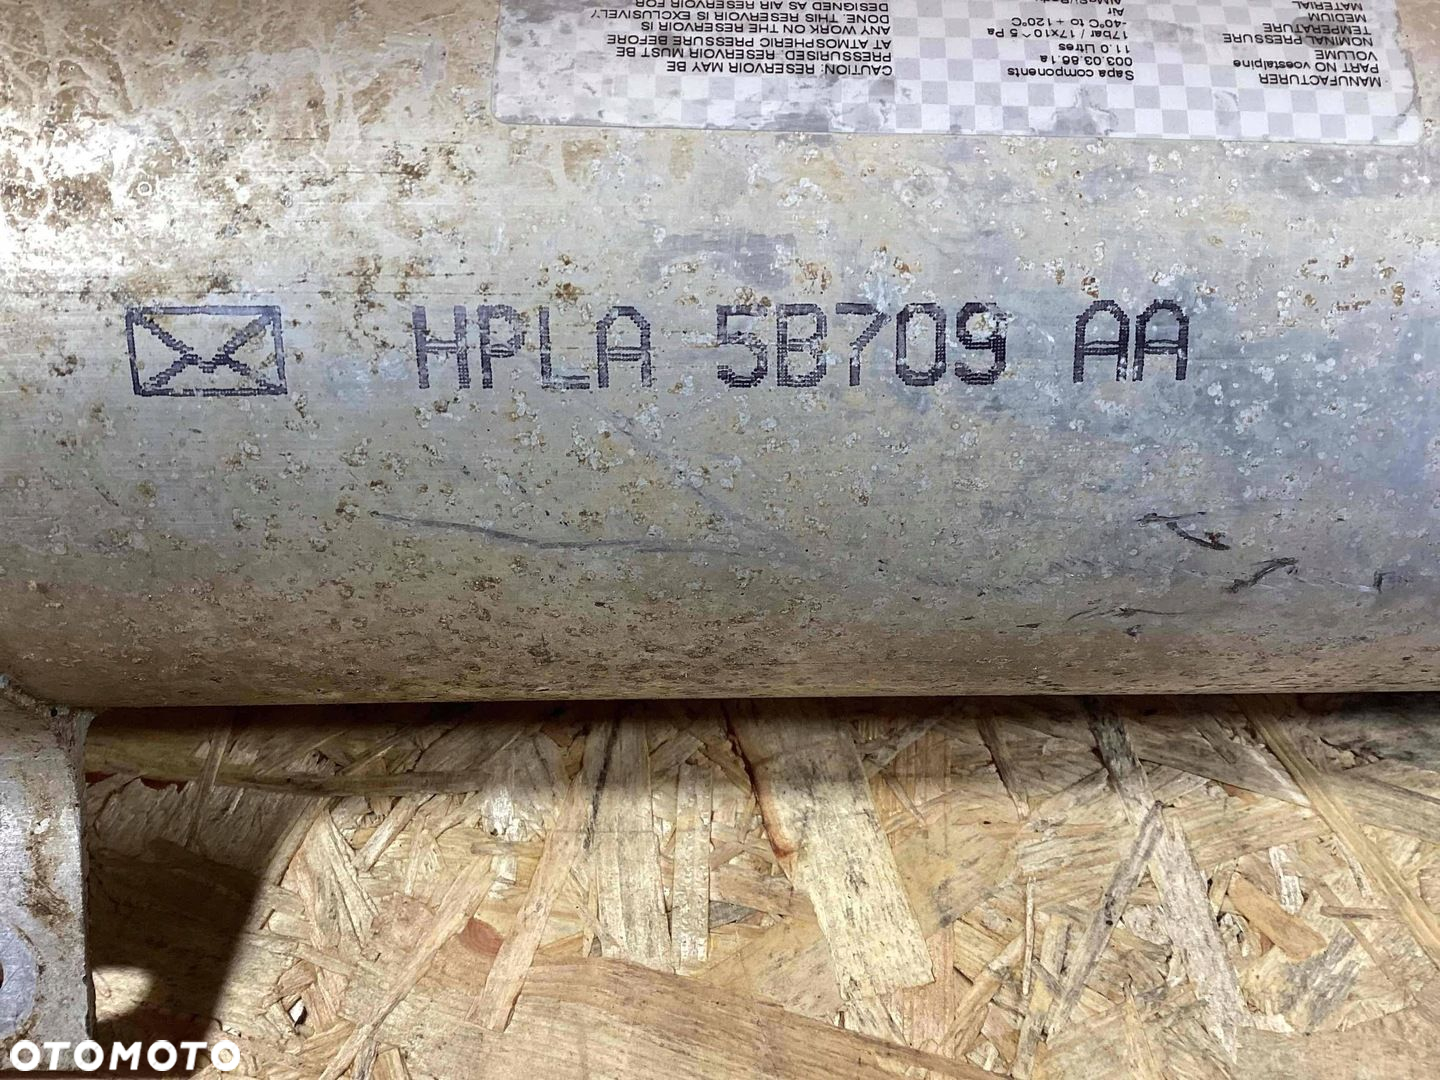 MANUFACTURER Sapa components
PART NO voestalpine 003.03.86.1a
VOLUME 11.0 Litres
NOMINAL PRESSURE 17bar / 17x10^5 Pa
TEMPERATURE -40°C to + 120°C
MEDIUM Air
MATERIAL
CAUTION: RESERVOIR MAY BE
PRESSURISED. RESERVOIR MUST BE
AT ATMOSPHERIC PRESSURE BEFORE
ANY WORK ON THE RESERVOIR IS
DONE. THIS RESERVOIR IS EXCLUSIVELY
DESIGNED AS AIR RESERVOIR FOR
HPLA 5B709 AA
OTOMOTO